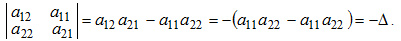 | a12 a11 | = a12 a21 − a11 a22 = −(a11 a22 − a11 a22) = −Δ.
| a22 a21 |